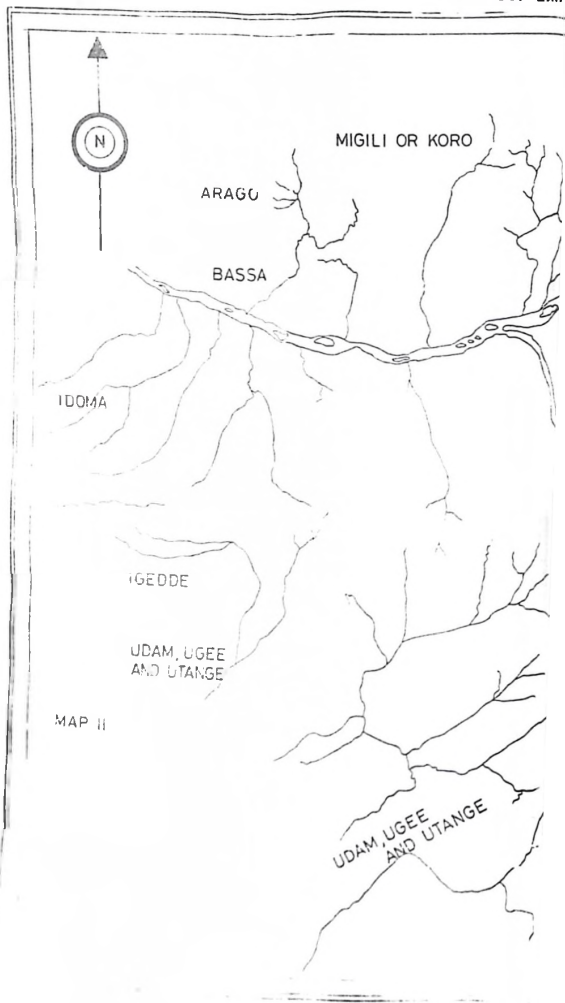 N
MIGILI OR KORO
ARAGO
BASSA
IDOMA
IGEDDE
UDAM, UGEE
AND UTANGE
MAP II
UDAM, UGEE
AND UTANGE